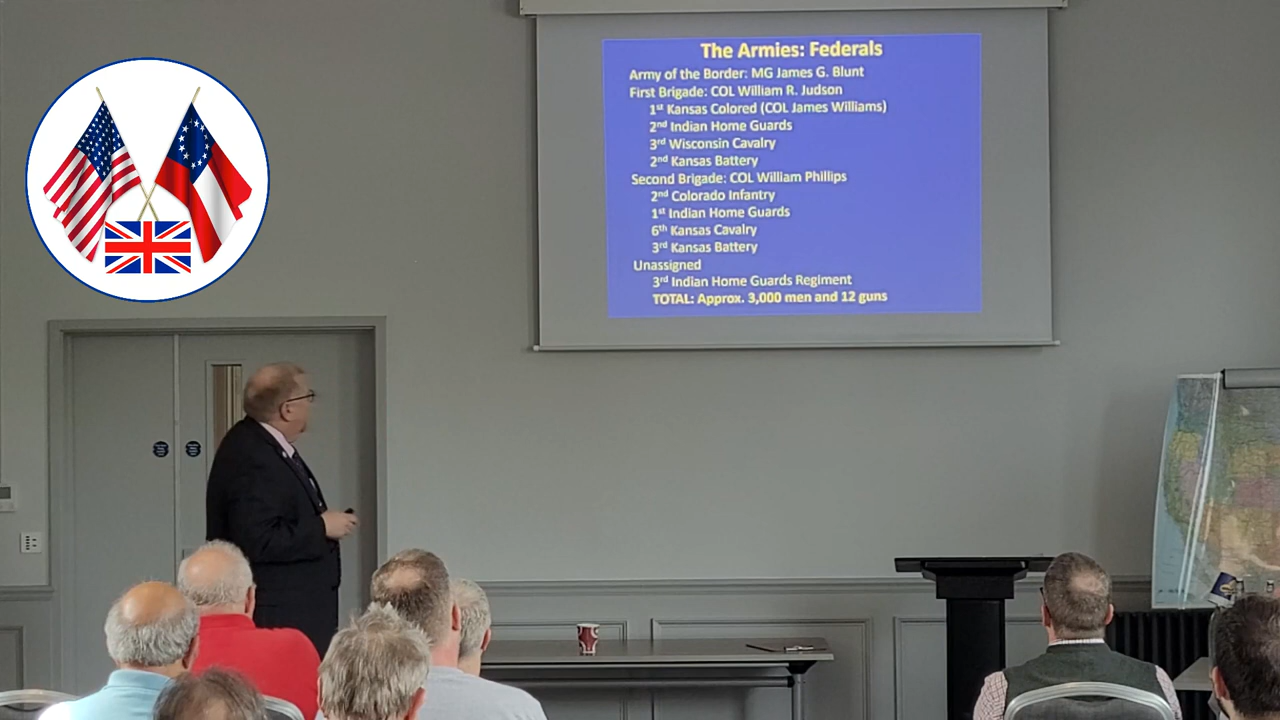 The Armies: Federals
Army of the Border: MG James G. Blunt
First Brigade: COL William R. Judson
1st Kansas Colored (COL James Williams)
2nd Indian Home Guards
3rd Wisconsin Cavalry
2nd Kansas Battery
Second Brigade: COL William Phillips
2nd Colorado Infantry
1st Indian Home Guards
6th Kansas Cavalry
3rd Kansas Battery
Unassigned
3rd Indian Home Guards Regiment
TOTAL: Approx. 3,000 men and 12 guns